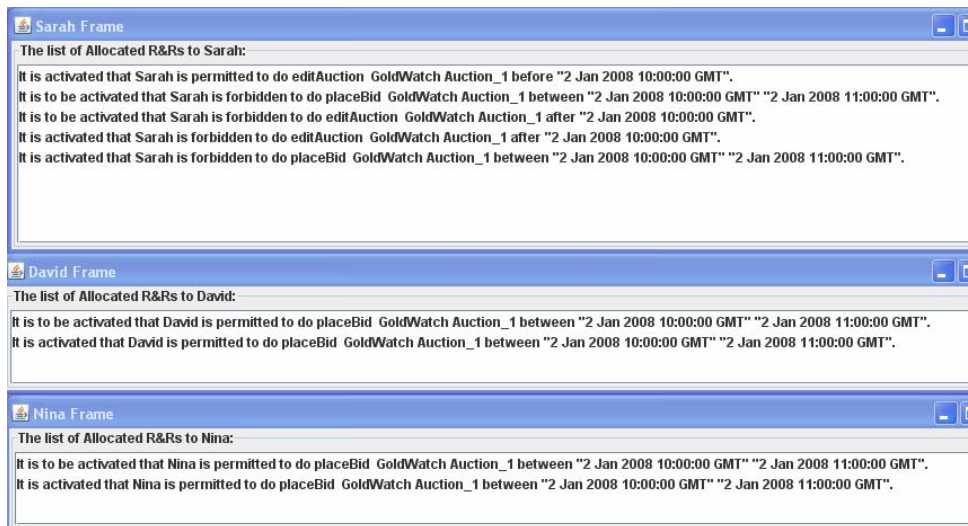 Sarah Frame
The list of Allocated R&Rs to Sarah:
It is activated that Sarah is permitted to do editAuction GoldWatch Auction_1 before "2 Jan 2008 10:00:00 GMT".
It is to be activated that Sarah is forbidden to do placeBid GoldWatch Auction_1 between "2 Jan 2008 10:00:00 GMT" "2 Jan 2008 11:00:00 GMT".
It is to be activated that Sarah is forbidden to do editAuction GoldWatch Auction_1 after "2 Jan 2008 10:00:00 GMT".
It is activated that Sarah is forbidden to do editAuction GoldWatch Auction_1 after "2 Jan 2008 10:00:00 GMT".
It is activated that Sarah is forbidden to do placeBid GoldWatch Auction_1 between "2 Jan 2008 10:00:00 GMT" "2 Jan 2008 11:00:00 GMT".
David Frame
The list of Allocated R&Rs to David:
It is to be activated that David is permitted to do placeBid GoldWatch Auction_1 between "2 Jan 2008 10:00:00 GMT" "2 Jan 2008 11:00:00 GMT".
It is activated that David is permitted to do placeBid GoldWatch Auction_1 between "2 Jan 2008 10:00:00 GMT" "2 Jan 2008 11:00:00 GMT".
Nina Frame
The list of Allocated R&Rs to Nina:
It is to be activated that Nina is permitted to do placeBid GoldWatch Auction_1 between "2 Jan 2008 10:00:00 GMT" "2 Jan 2008 11:00:00 GMT".
It is activated that Nina is permitted to do placeBid GoldWatch Auction_1 between "2 Jan 2008 10:00:00 GMT" "2 Jan 2008 11:00:00 GMT".